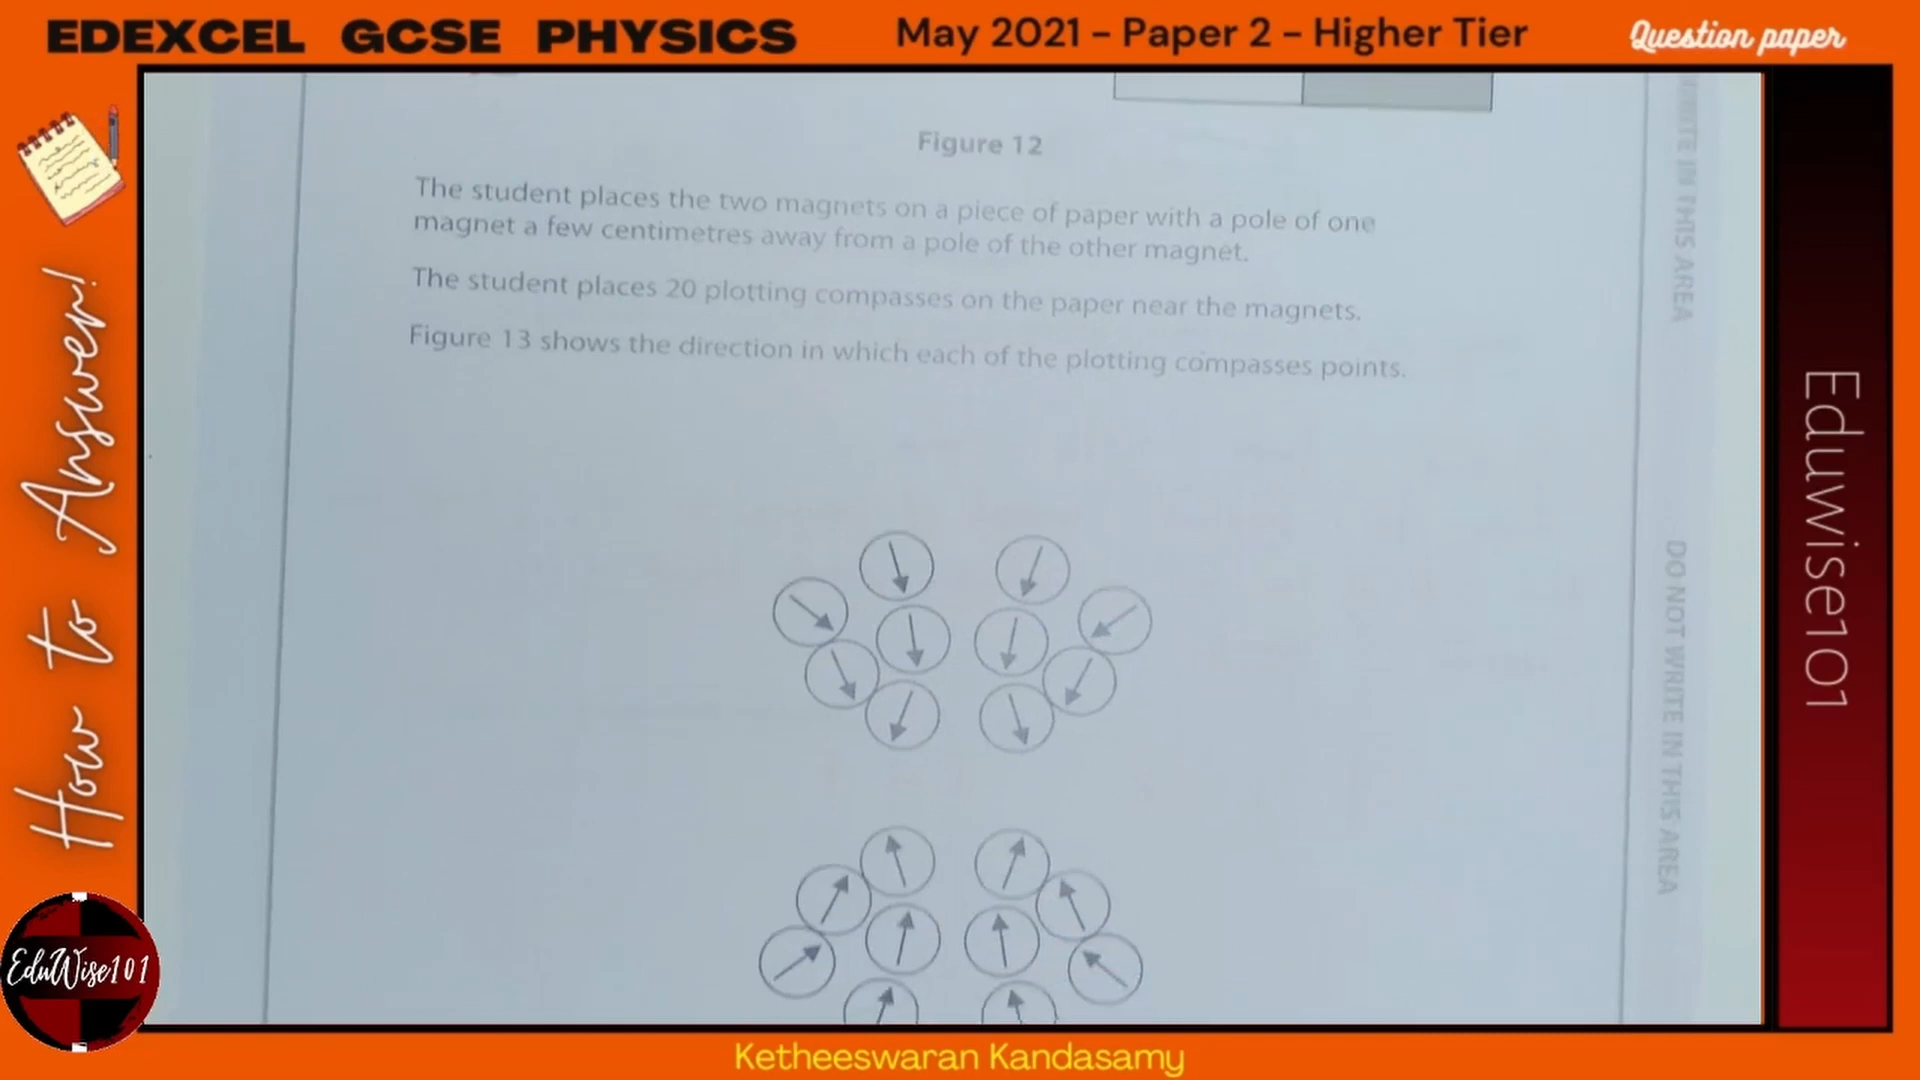 EDEXCEL GCSE PHYSICS
May 2021 - Paper 2 - Higher Tier
Question paper
Figure 12
The student places the two magnets on a piece of paper with a pole of one
magnet a few centimetres away from a pole of the other magnet.
The student places 20 plotting compasses on the paper near the magnets.
Figure 13 shows the direction in which each of the plotting compasses points.
WRITE IN THIS AREA
DO NOT WRITE IN THIS AREA
How to Answer!
Eduwise101
EduWise101
Ketheeswaran Kandasamy